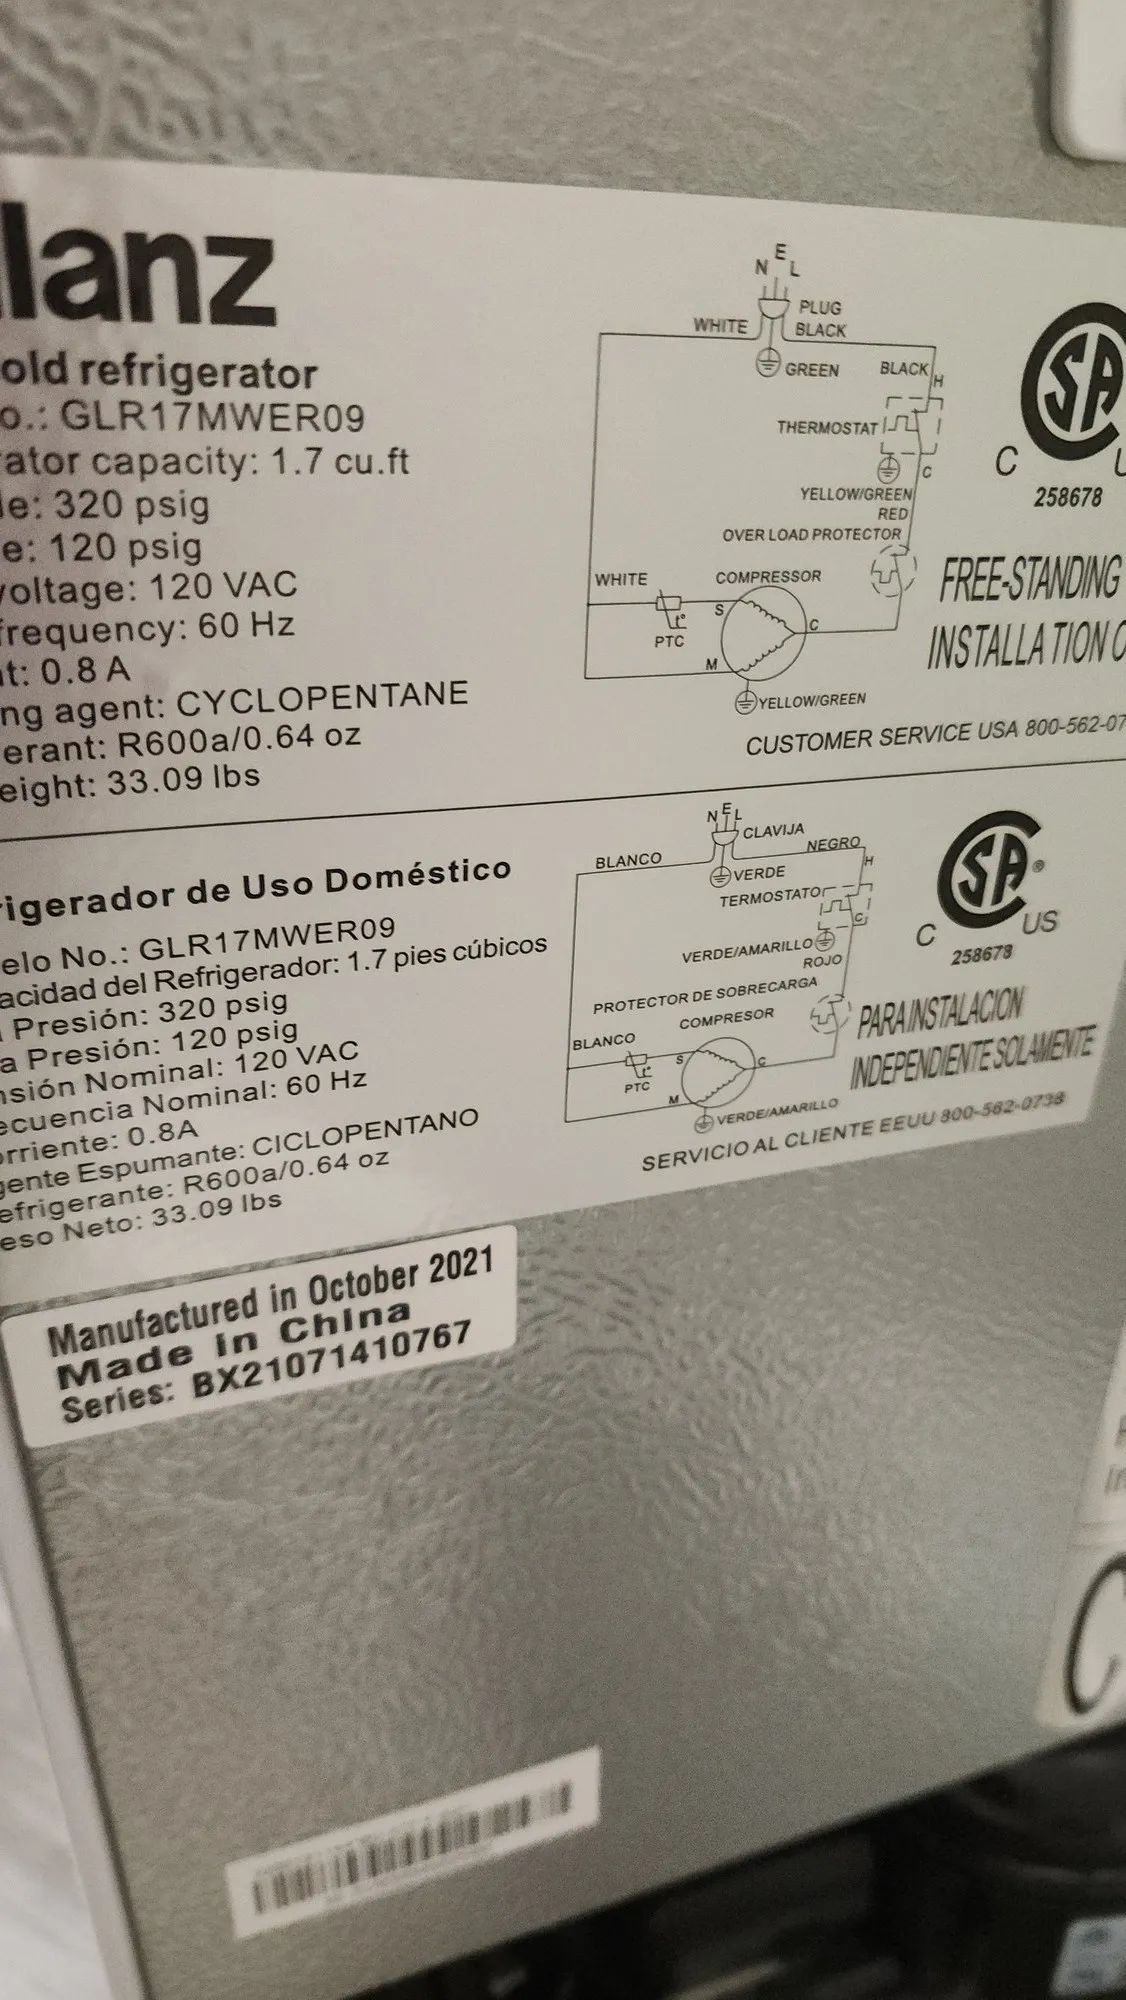 lanz
old refrigerator
o.: GLR17MWER09
rator capacity: 1.7 cu.ft
le: 320 psig
e: 120 psig
voltage: 120 VAC
frequency: 60 Hz
nt: 0.8 A
ng agent: CYCLOPENTANE
erant: R600a/0.64 oz
eight: 33.09 lbs
N E L
PLUG
WHITE
BLACK
GREEN
BLACK
H
THERMOSTAT
C
YELLOW/GREEN
RED
OVER LOAD PROTECTOR
WHITE
COMPRESSOR
S
C
PTC
t°
M
YELLOW/GREEN
SA
C
258678
FREE-STANDING
INSTALLATION O
CUSTOMER SERVICE USA 800-562-07
rigerador de Uso Doméstico
elo No.: GLR17MWER09
acidad del Refrigerador: 1.7 pies cúbicos
Presión: 320 psig
a Presión: 120 psig
nsión Nominal: 120 VAC
ecuencia Nominal: 60 Hz
orriente: 0.8A
gente Espumante: CICLOPENTANO
efrigerante: R600a/0.64 oz
eso Neto: 33.09 lbs
N E L
CLAVIJA
BLANCO
NEGRO
VERDE
H
TERMOSTATO
C
VERDE/AMARILLO
ROJO
PROTECTOR DE SOBRECARGA
COMPRESOR
BLANCO
S
C
PTC
M
VERDE/AMARILLO
SA®
C US
258678
PARA INSTALACION
INDEPENDIENTE SOLAMENTE
SERVICIO AL CLIENTE EEUU 800-562-0738
Manufactured in October 2021
Made in China
Series: BX21071410767
C